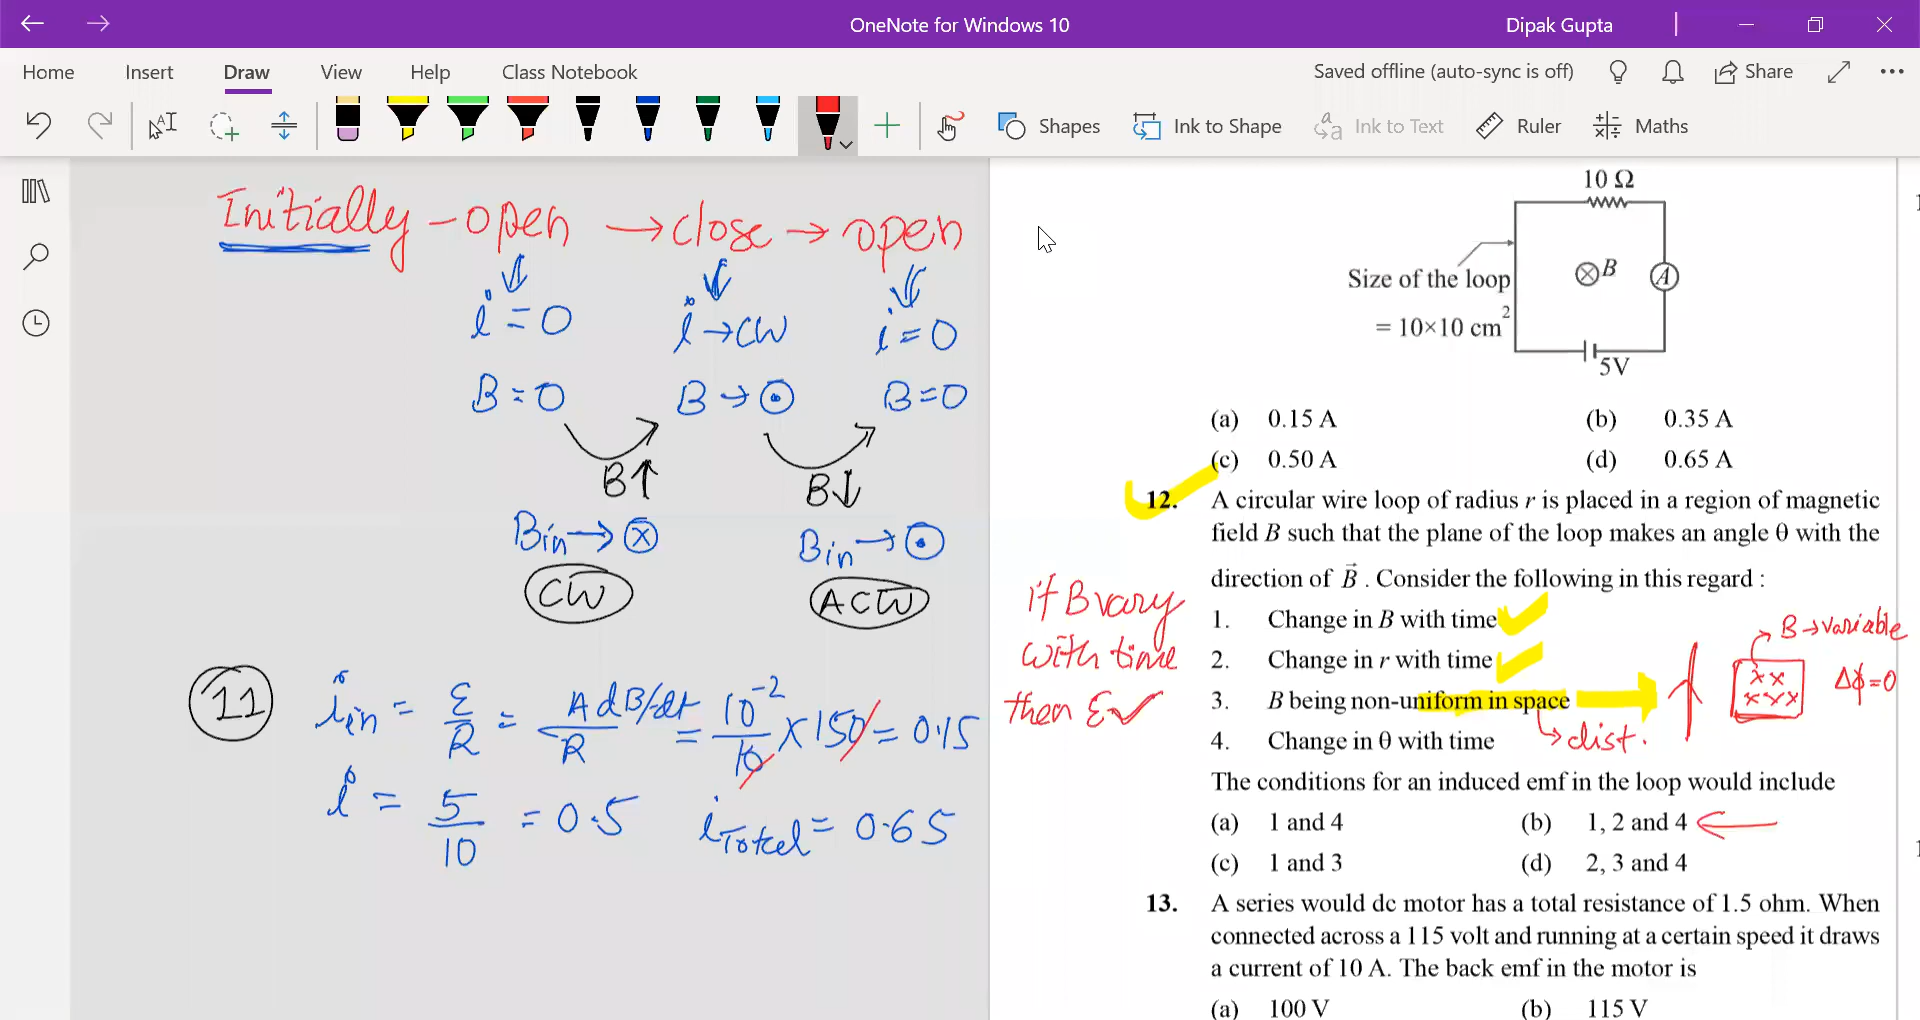 OneNote for Windows 10
Dipak Gupta
Home Insert Draw View Help Class Notebook
Saved offline (auto-sync is off) Share
Shapes Ink to Shape Ink to Text Ruler Maths
Initially - open → close → open
i = 0 i → CW i = 0
B = 0 B → ⊙ B = 0
B↑ B↓
Bin → ⊗ Bin → ⊙
CW ACW
11 iin = ε/R = A dB/dt / R = 10^-2/10 × 150 = 0.15
i = 5/10 = 0.5 iTotal = 0.65
10 Ω
⊗B A
Size of the loop
= 10×10 cm²
5V
(a) 0.15 A (b) 0.35 A
(c) 0.50 A (d) 0.65 A
12. A circular wire loop of radius r is placed in a region of magnetic
field B such that the plane of the loop makes an angle θ with the
direction of B⃗ . Consider the following in this regard :
1. Change in B with time
2. Change in r with time
3. B being non-uniform in space
4. Change in θ with time
if B vary
with time
then ε ✓
→ dist.
B → variable
x x
x x x
Δϕ = 0
The conditions for an induced emf in the loop would include
(a) 1 and 4 (b) 1, 2 and 4
(c) 1 and 3 (d) 2, 3 and 4
13. A series would dc motor has a total resistance of 1.5 ohm. When
connected across a 115 volt and running at a certain speed it draws
a current of 10 A. The back emf in the motor is
(a) 100 V (b) 115 V